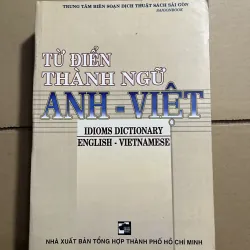 TRUNG TÂM BIÊN SOẠN DỊCH THUẬT SÁCH SÀI GÒN
SAIGONBOOK
TỪ ĐIỂN
THÀNH NGỮ
ANH - VIỆT
IDIOMS DICTIONARY
ENGLISH - VIETNAMESE
NHÀ XUẤT BẢN TỔNG HỢP THÀNH PHỐ HỒ CHÍ MINH